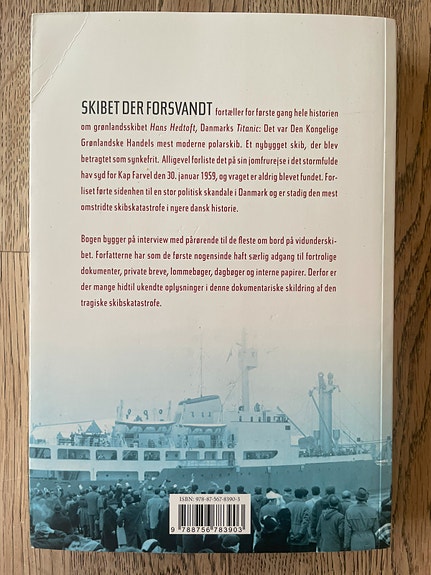 SKIBET DER FORSVANDT fortæller for første gang hele historien
om grønlandsskibet Hans Hedtoft, Danmarks Titanic: Det var Den Kongelige
Grønlandske Handels mest moderne polarskib. Et nybygget skib, der blev
betragtet som synkefrit. Alligevel forliste det på sin jomfrurejse i det stormfulde
hav syd for Kap Farvel den 30. januar 1959, og vraget er aldrig blevet fundet. For-
liset førte sidenhen til en stor politisk skandale i Danmark og er stadig den mest
omstridte skibskatastrofe i nyere dansk historie.
Bogen bygger på interview med pårørende til de fleste om bord på vidunderski-
bet. Forfatterne har som de første nogensinde haft særlig adgang til fortrolige
dokumenter, private breve, lommebøger, dagbøger og interne papirer. Derfor er
der mange hidtil ukendte oplysninger i denne dokumentariske skildring af den
tragiske skibskatastrofe.
ISBN: 978-87-567-8390-3
9 788756 783903